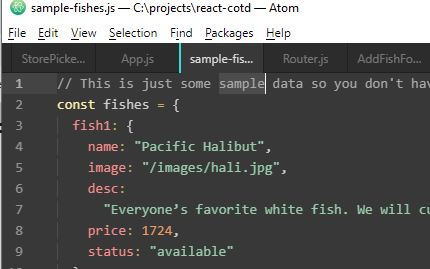 sample-fishes.js — C:\projects\react-cotd — Atom
File Edit View Selection Find Packages Help
StorePicke... App.js sample-fis... Router.js AddFishFo...
1 // This is just some sample data so you don't hav
2 const fishes = {
3 fish1: {
4 name: "Pacific Halibut",
5 image: "/images/hali.jpg",
6 desc:
7 "Everyone’s favorite white fish. We will cu
8 price: 1724,
9 status: "available"